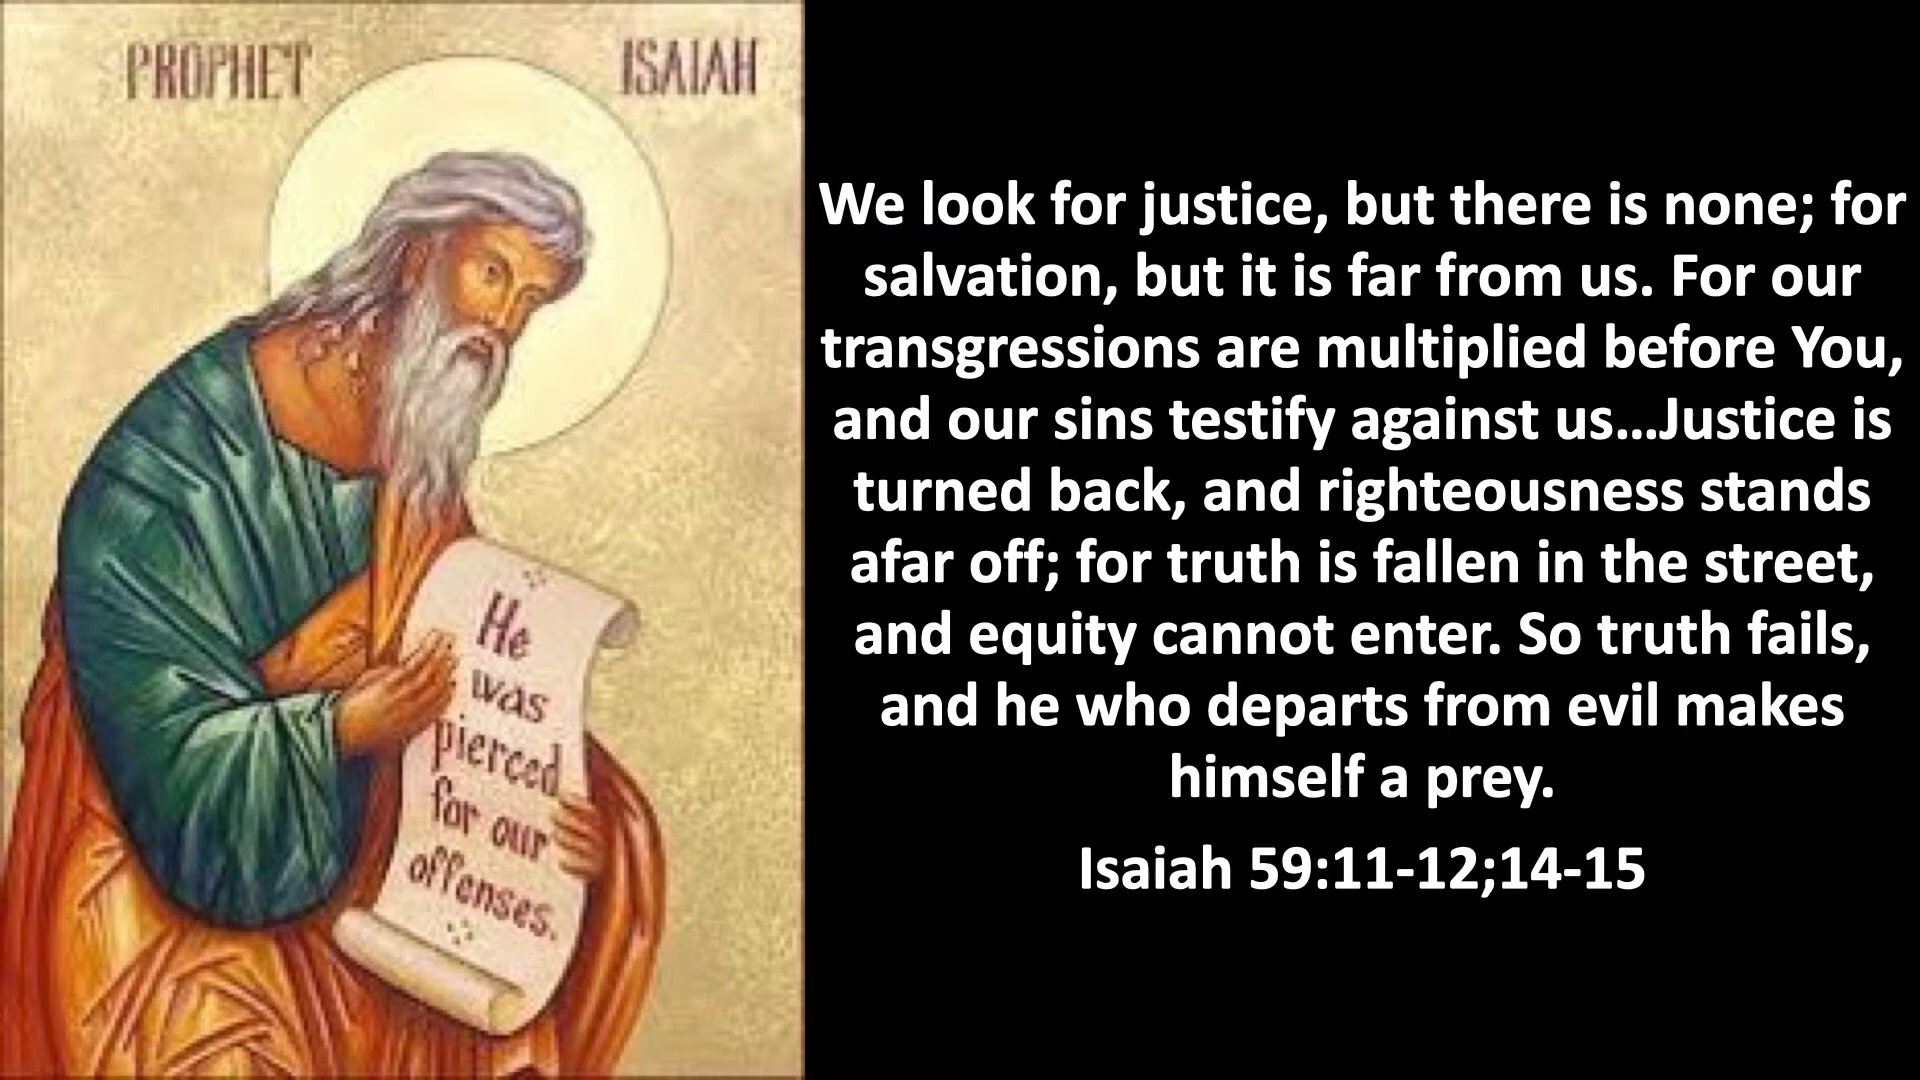 PROPHET ISAIAH
He
was
pierced
for our
offenses.
We look for justice, but there is none; for
salvation, but it is far from us. For our
transgressions are multiplied before You,
and our sins testify against us...Justice is
turned back, and righteousness stands
afar off; for truth is fallen in the street,
and equity cannot enter. So truth fails,
and he who departs from evil makes
himself a prey.
Isaiah 59:11-12;14-15